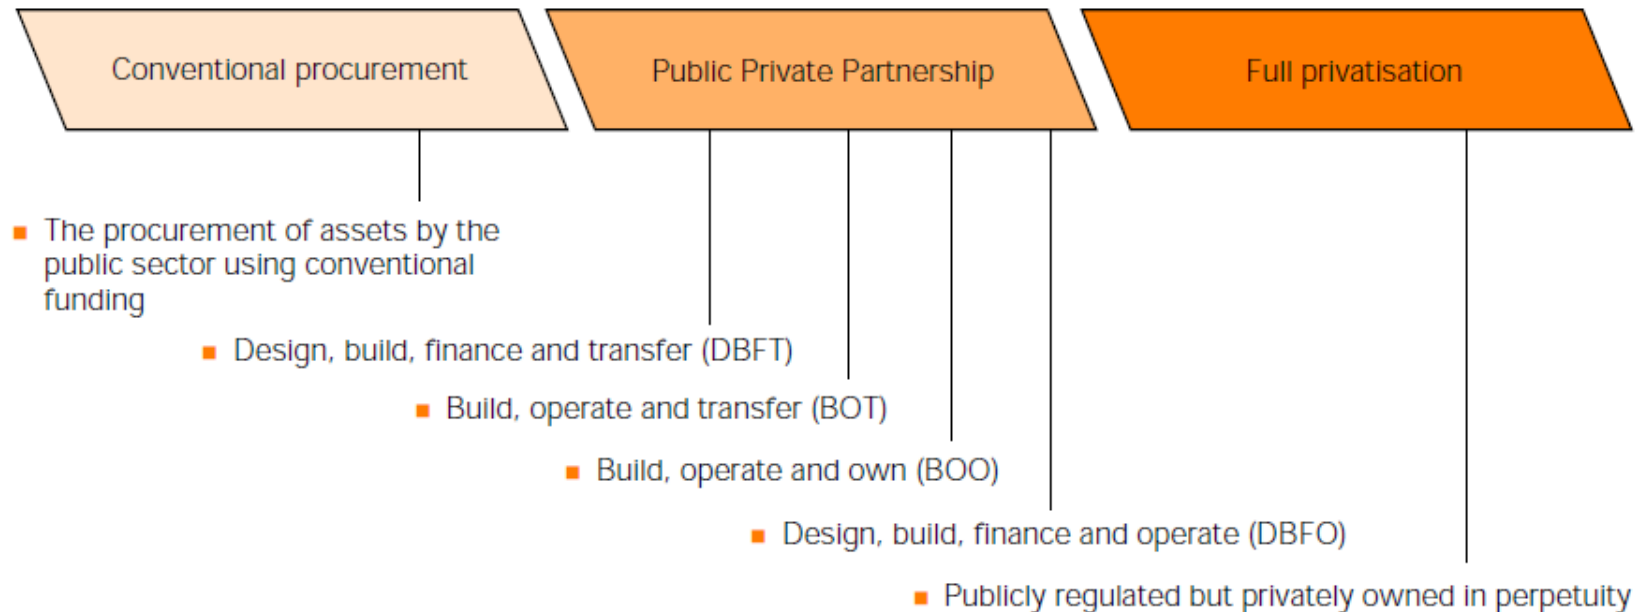 Conventional procurement
Public Private Partnership
Full privatisation
The procurement of assets by the
public sector using conventional
funding
Design, build, finance and transfer (DBFT)
Build, operate and transfer (BOT)
Build, operate and own (BOO)
Design, build, finance and operate (DBFO)
Publicly regulated but privately owned in perpetuity